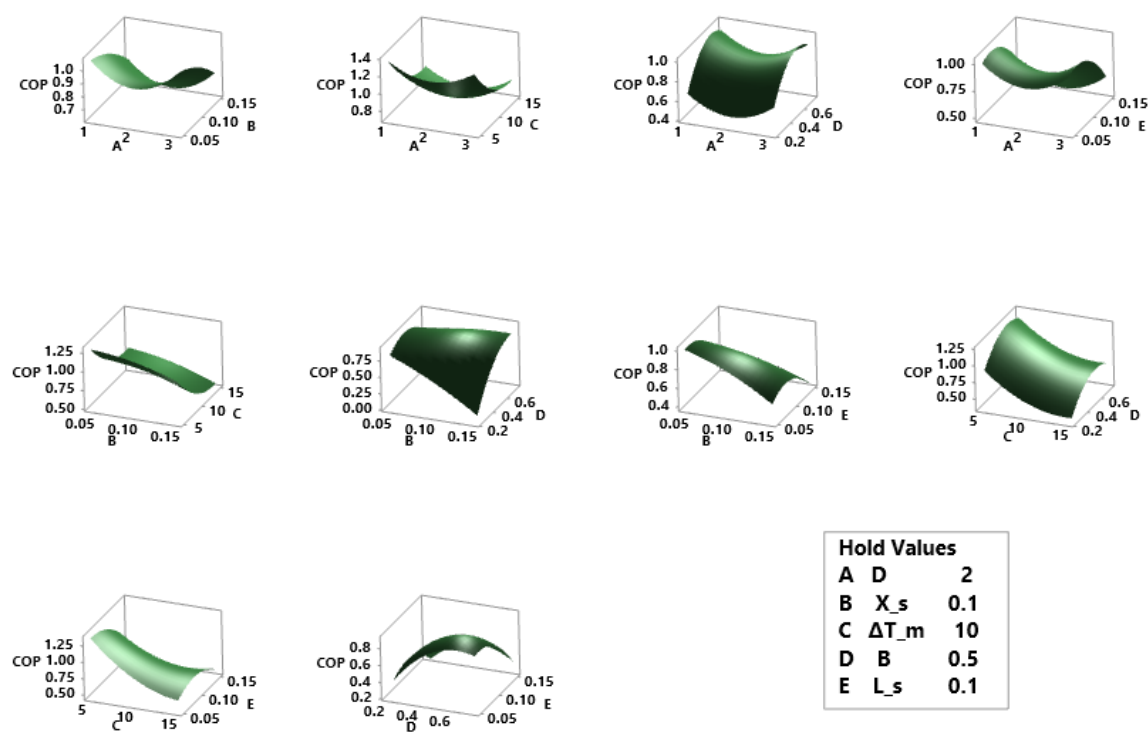 COP
1.0
0.9
0.8
0.7
1
2
3
A
0.05
0.10
0.15
B
COP
1.4
1.2
1.0
0.8
1
2
3
A
5
10
15
C
COP
1.0
0.8
0.6
0.4
1
2
3
A
0.2
0.4
0.6
D
COP
1.00
0.75
0.50
1
2
3
A
0.05
0.10
0.15
E
COP
1.25
1.00
0.75
0.50
0.05
0.10
0.15
B
5
10
15
C
COP
0.75
0.50
0.25
0.00
0.05
0.10
0.15
B
0.2
0.4
0.6
D
COP
1.0
0.8
0.6
0.4
0.05
0.10
0.15
B
0.05
0.10
0.15
E
COP
1.25
1.00
0.75
0.50
5
10
15
C
0.2
0.4
0.6
D
COP
1.25
1.00
0.75
0.50
5
10
15
C
0.05
0.10
0.15
E
COP
0.8
0.6
0.4
0.2
0.2
0.4
0.6
D
0.05
0.10
0.15
E
Hold Values
A D 2
B X_s 0.1
C ΔT_m 10
D B 0.5
E L_s 0.1